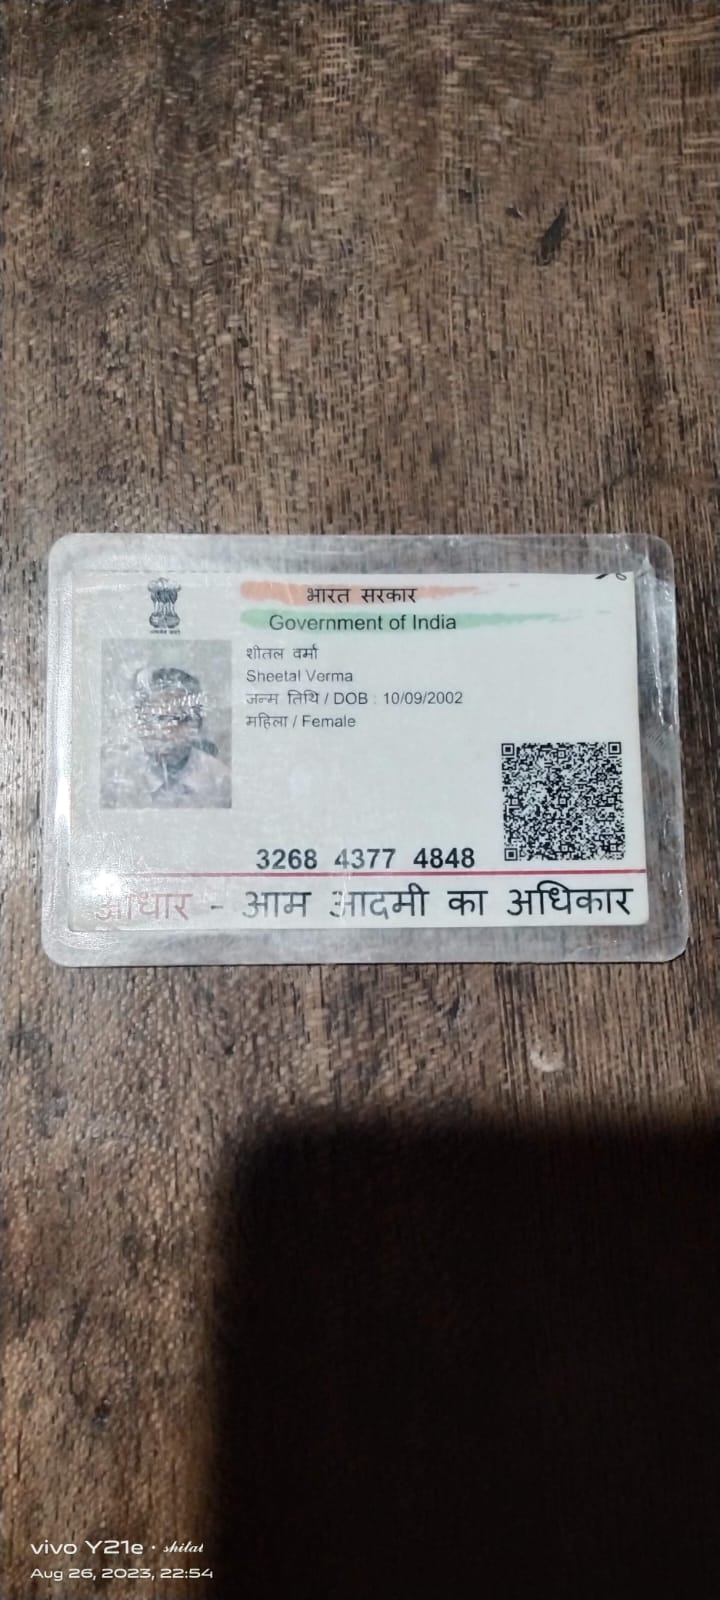 भारत सरकार
Government of India
शीतल वर्मा
Sheetal Verma
जन्म तिथि / DOB : 10/09/2002
महिला / Female
3268 4377 4848
आधार - आम आदमी का अधिकार
vivo Y21e · shilat
Aug 26, 2023, 22:54